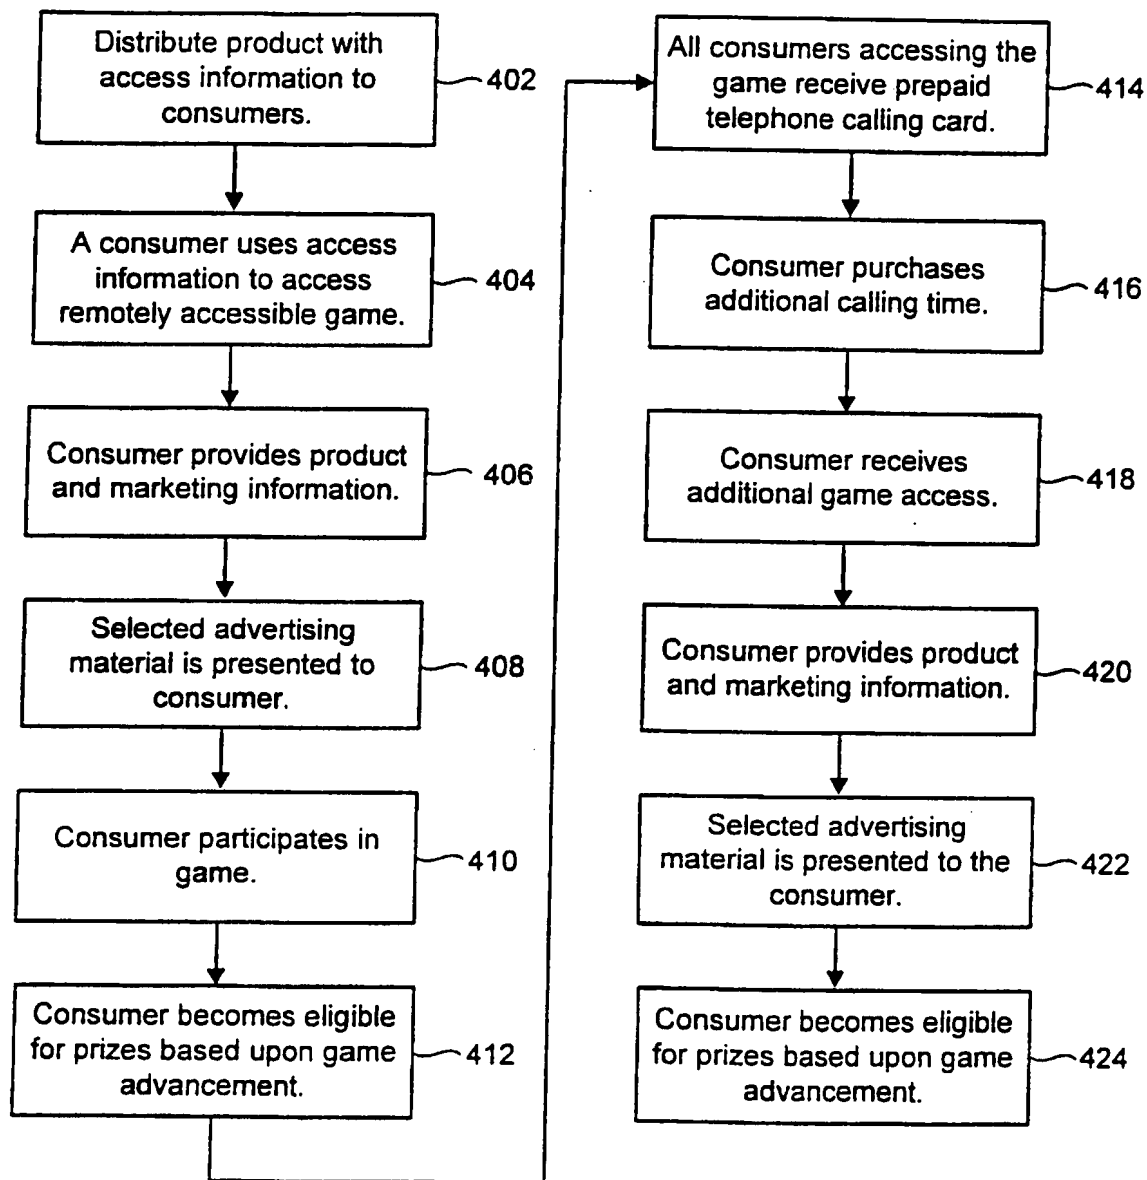 Distribute product with
access information to
consumers.
402
A consumer uses access
information to access
remotely accessible game.
404
Consumer provides product
and marketing information.
406
Selected advertising
material is presented to
consumer.
408
Consumer participates in
game.
410
Consumer becomes eligible
for prizes based upon game
advancement.
412
All consumers accessing the
game receive prepaid
telephone calling card.
414
Consumer purchases
additional calling time.
416
Consumer receives
additional game access.
418
Consumer provides product
and marketing information.
420
Selected advertising
material is presented to the
consumer.
422
Consumer becomes eligible
for prizes based upon game
advancement.
424